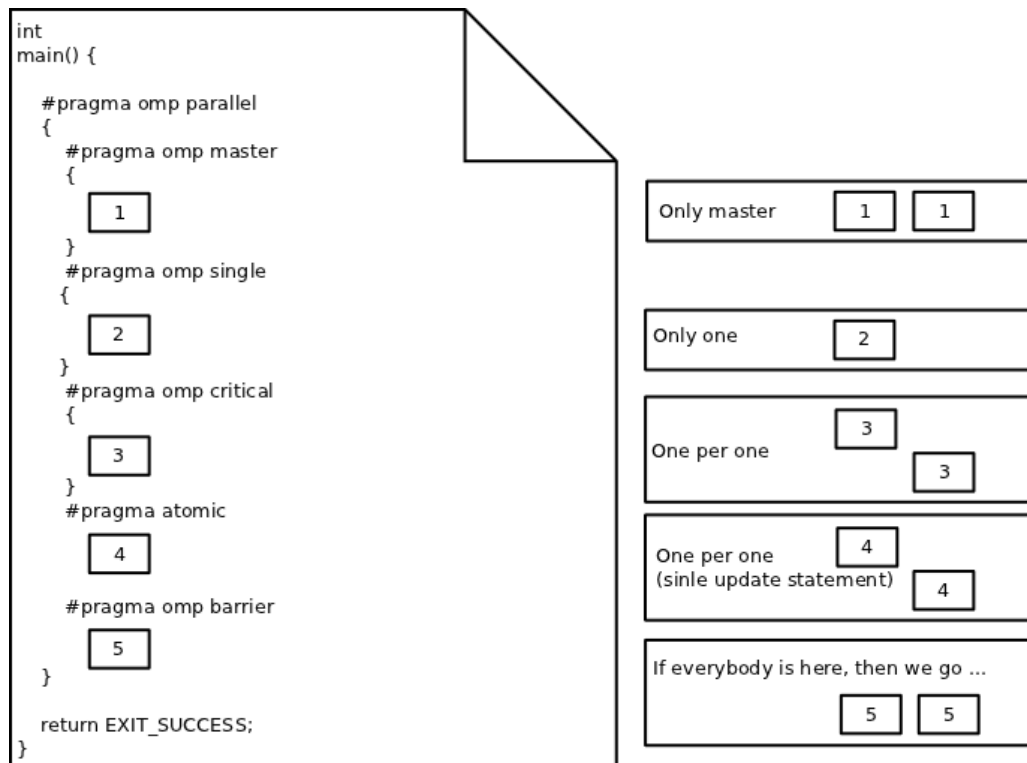 int
main() {
#pragma omp parallel
{
#pragma omp master
{
1
}
#pragma omp single
{
2
}
#pragma omp critical
{
3
}
#pragma atomic
4
#pragma omp barrier
5
}
return EXIT_SUCCESS;
}
Only master 1 1
Only one 2
3
One per one
3
4
One per one
(sinle update statement)
4
If everybody is here, then we go ...
5 5